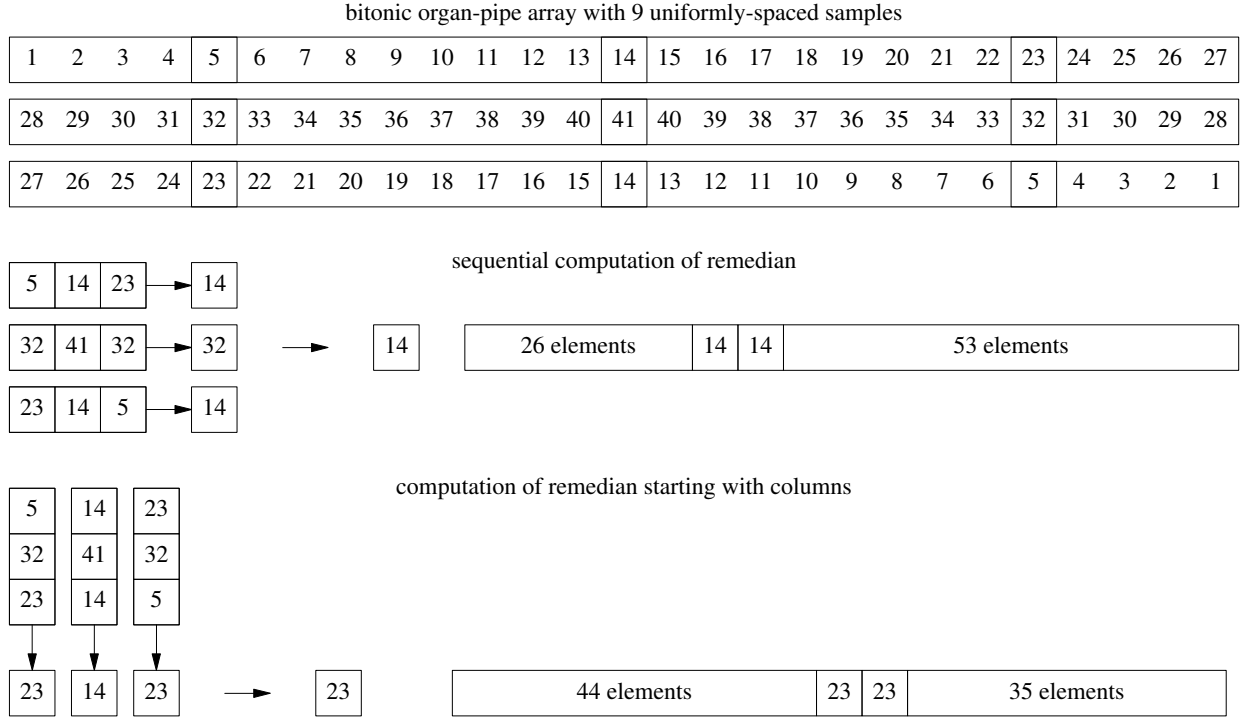 bitonic organ-pipe array with 9 uniformly-spaced samples
1 2 3 4 5 6 7 8 9 10 11 12 13 14 15 16 17 18 19 20 21 22 23 24 25 26 27
28 29 30 31 32 33 34 35 36 37 38 39 40 41 40 39 38 37 36 35 34 33 32 31 30 29 28
27 26 25 24 23 22 21 20 19 18 17 16 15 14 13 12 11 10 9 8 7 6 5 4 3 2 1
sequential computation of remedian
5 14 23 14
32 41 32 32 14 26 elements 14 14 53 elements
23 14 5 14
computation of remedian starting with columns
5 14 23
32 41 32
23 14 5
23 14 23 23 44 elements 23 23 35 elements